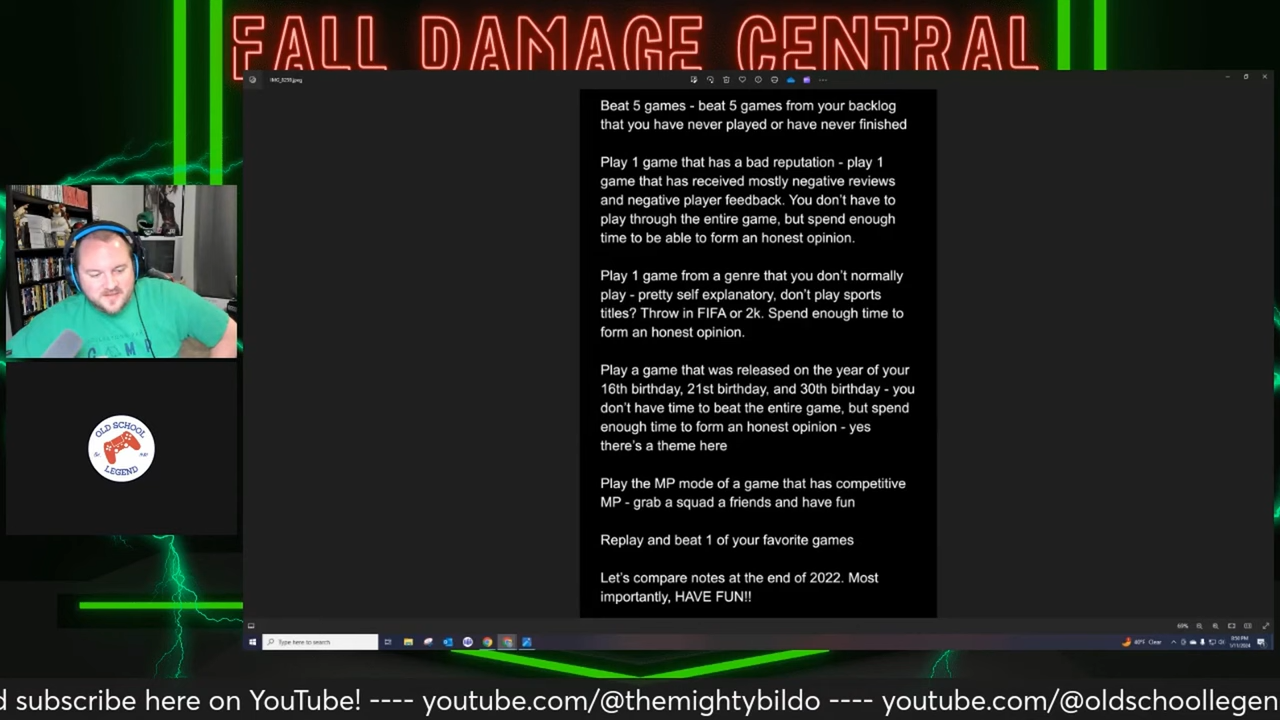 FALL DAMAGE CENTRAL
Beat 5 games - beat 5 games from your backlog
that you have never played or have never finished
Play 1 game that has a bad reputation - play 1
game that has received mostly negative reviews
and negative player feedback. You don't have to
play through the entire game, but spend enough
time to be able to form an honest opinion.
Play 1 game from a genre that you don't normally
play - pretty self explanatory, don't play sports
titles? Throw in FIFA or 2k. Spend enough time to
form an honest opinion.
Play a game that was released on the year of your
16th birthday, 21st birthday, and 30th birthday - you
don't have time to beat the entire game, but spend
enough time to form an honest opinion - yes
there's a theme here
Play the MP mode of a game that has competitive
MP - grab a squad a friends and have fun
Replay and beat 1 of your favorite games
Let's compare notes at the end of 2022. Most
importantly, HAVE FUN!!
OLD SCHOOL
LEGEND
Type here to search
Clear
d subscribe here on YouTube! ---- youtube.com/@themightybildo ---- youtube.com/@oldschoollegen